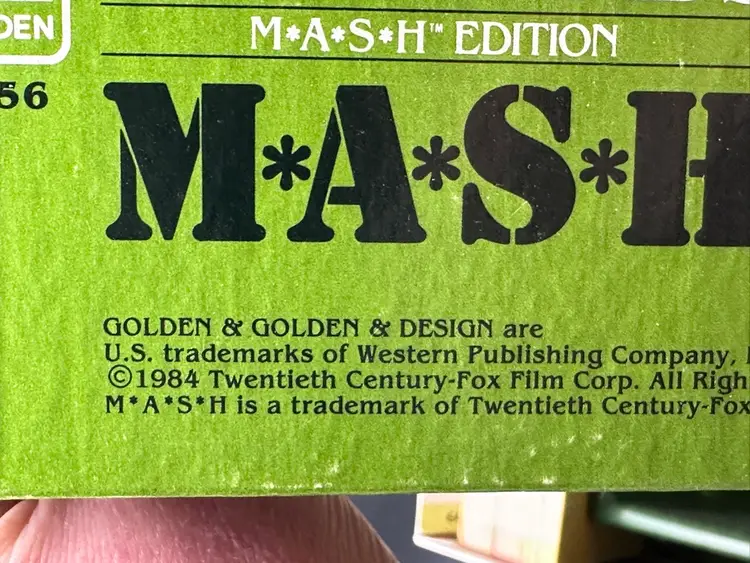 DEN
M*A*S*H™ EDITION
56
M*A*S*H
GOLDEN & GOLDEN & DESIGN are
U.S. trademarks of Western Publishing Company,
©1984 Twentieth Century-Fox Film Corp. All Righ
M*A*S*H is a trademark of Twentieth Century-Fox